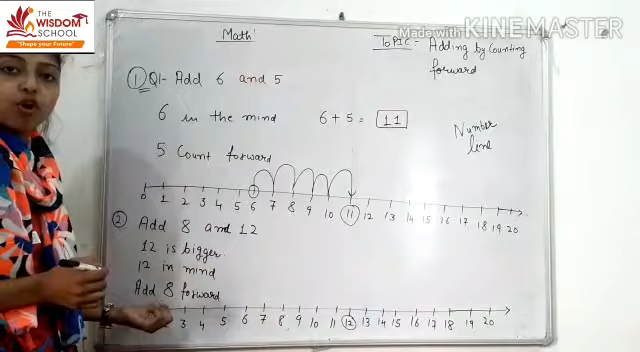 THE
WISDOM
SCHOOL
"Shape your Future"
Made with KINEMASTER
Math
TOPIC - Adding by Counting
forward
① Q1- Add 6 and 5
6 in the mind 6 + 5 = 11
Number
line
5 Count forward
0 1 2 3 4 5 6 7 8 9 10 11 12 13 14 15 16 17 18 19 20
② Add 8 and 12
12 is bigger
12 in mind
Add 8 forward
3 4 5 6 7 8 9 10 11 12 13 14 15 16 17 18 19 20